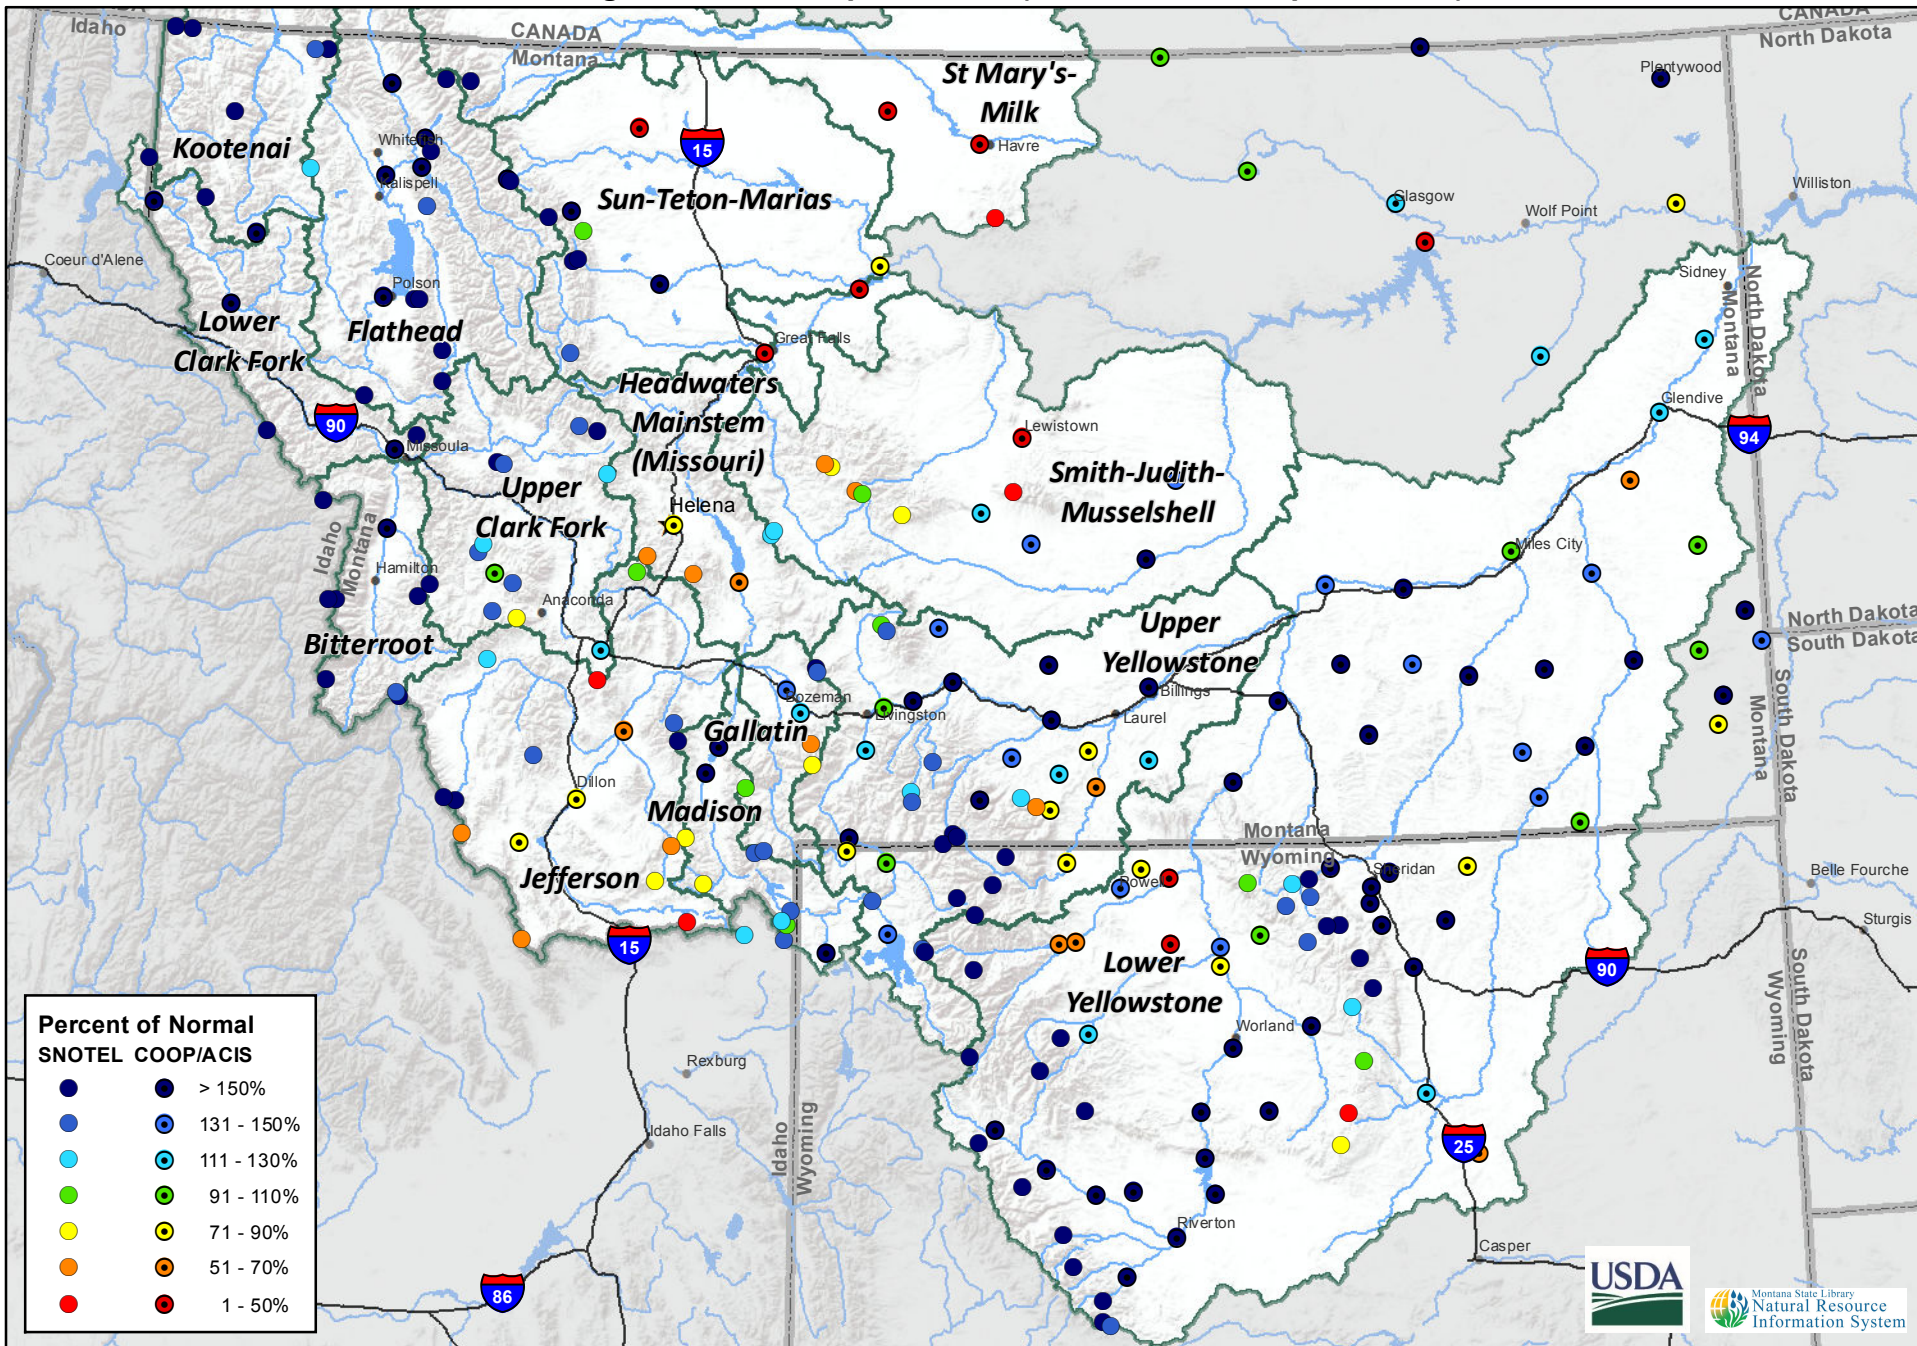 CANADA
Idaho
CANADA
Montana
CANADA
North Dakota
St Mary's-
Milk
Plentywood
Kootenai
Whitefish
15
Havre
Kalispell
Sun-Teton-Marias
Glasgow
Wolf Point
Williston
Coeur d'Alene
Polson
Sidney
North Dakota
Montana
Lower
Clark Fork
Flathead
Great Falls
Headwaters
Mainstem
(Missouri)
Glendive
90
Lewistown
94
Missoula
Smith-Judith-
Musselshell
Upper
Clark Fork
Helena
Idaho
Montana
Miles City
Hamilton
Anaconda
Bitterroot
Upper
Yellowstone
North Dakota
South Dakota
Billings
Bozeman
Livingston
Laurel
Gallatin
South Dakota
Montana
Dillon
Madison
Montana
Wyoming
Jefferson
Powell
Sheridan
Belle Fourche
Sturgis
15
Lower
Yellowstone
90
South Dakota
Wyoming
Percent of Normal
SNOTEL COOP/ACIS
> 150%
131 - 150%
111 - 130%
91 - 110%
71 - 90%
51 - 70%
1 - 50%
Worland
Rexburg
Idaho
Wyoming
Idaho Falls
25
Riverton
Casper
86
USDA
Montana State Library
Natural Resource
Information System